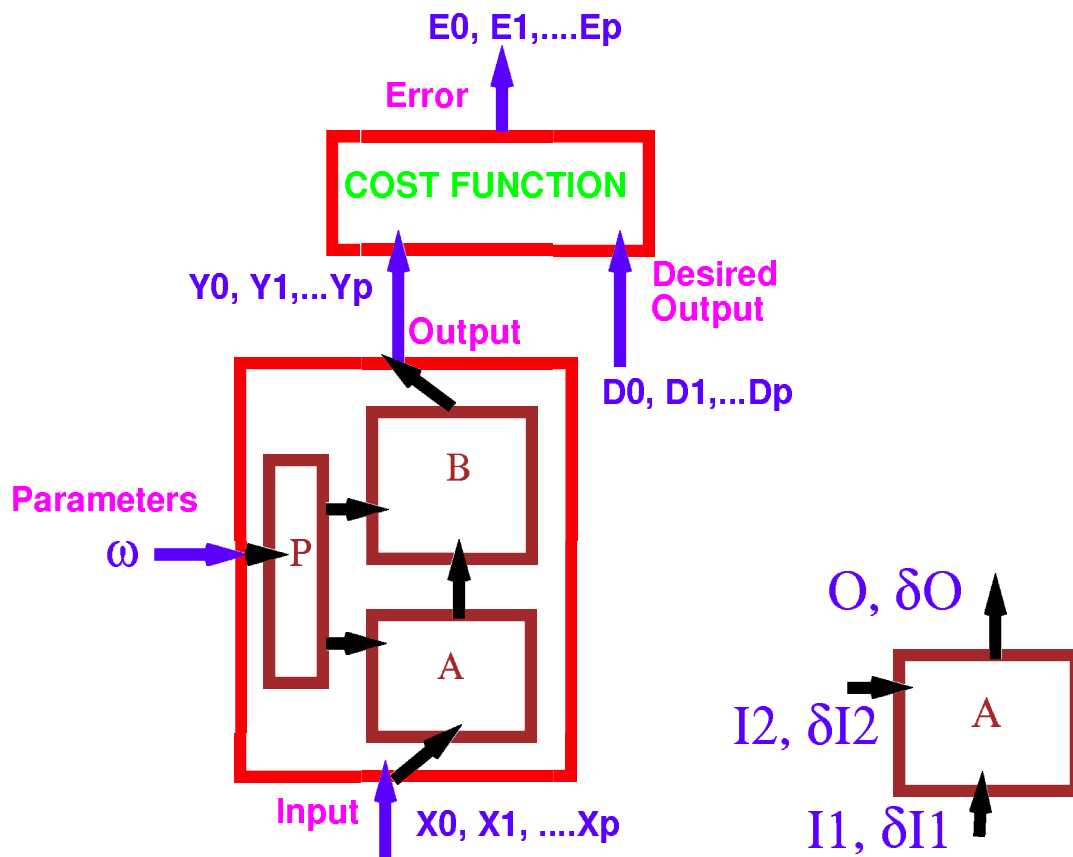 E0, E1,....Ep
Error
COST FUNCTION
Y0, Y1,...Yp
Output
Desired
Output
D0, D1,...Dp
B
Parameters
ω
P
A
Input
X0, X1, ....Xp
O, δO
I2, δI2
A
I1, δI1